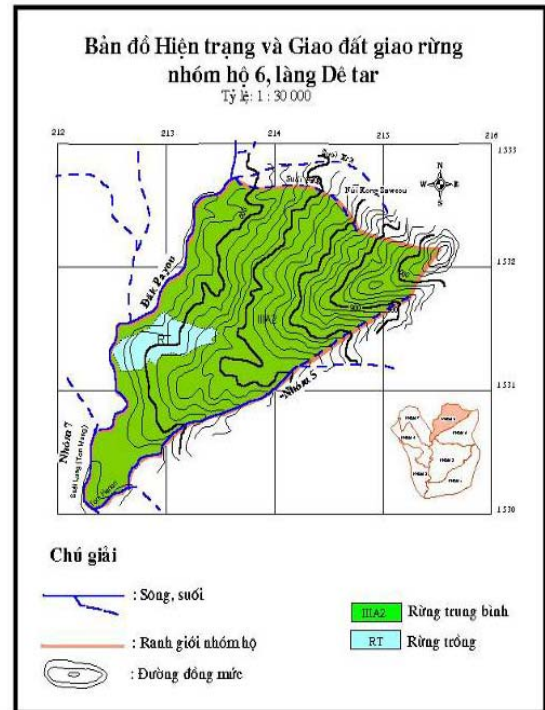 Bản đồ Hiện trạng và Giao đất giao rừng
nhóm hộ 6, làng Dê tar
Tỷ lệ: 1 : 30 000
212 213 214 215 216
1533
Núi Kong
N
W E
S
1532
Đăk Payou
RT
IIIA2
1531
Nhóm 5
Nhóm 7
1530
Chú giải
: Sông, suối
: Ranh giới nhóm hộ
: Đường đồng mức
IIIA2 Rừng trung bình
RT Rừng trồng